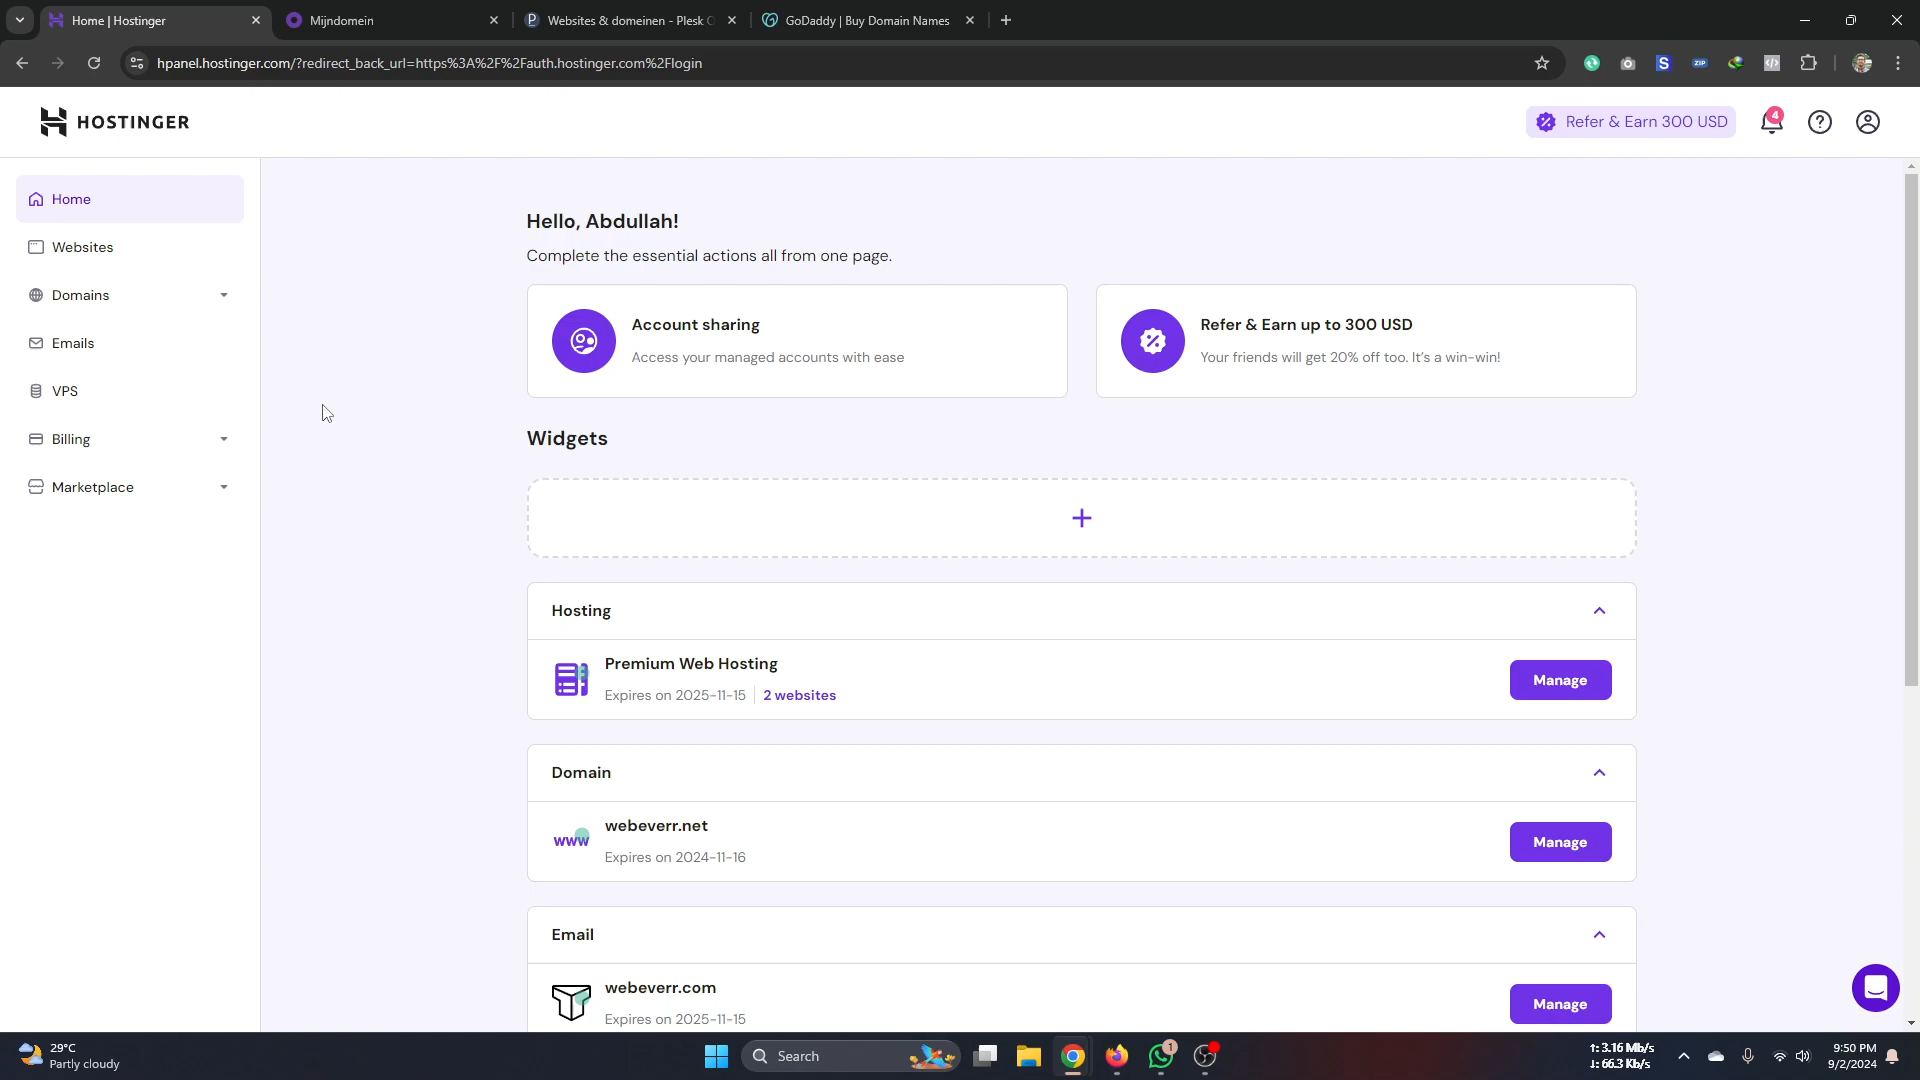 Home | Hostinger
Mijndomein
Websites & domeinen - Plesk
GoDaddy | Buy Domain Names
hpanel.hostinger.com/?redirect_back_url=https%3A%2F%2Fauth.hostinger.com%2Flogin
S
ZIP
HOSTINGER
Refer & Earn 300 USD
4
Home
Websites
Domains
Emails
VPS
Billing
Marketplace
Hello, Abdullah!
Complete the essential actions all from one page.
Account sharing
Access your managed accounts with ease
Refer & Earn up to 300 USD
Your friends will get 20% off too. It's a win-win!
Widgets
Hosting
Premium Web Hosting
Expires on 2025-11-15
2 websites
Manage
Domain
www
webeverr.net
Expires on 2024-11-16
Manage
Email
webeverr.com
Expires on 2025-11-15
Manage
29°C
Partly cloudy
Search
1
↑: 3.16 Mb/s
↓: 66.3 Kb/s
9:50 PM
9/2/2024